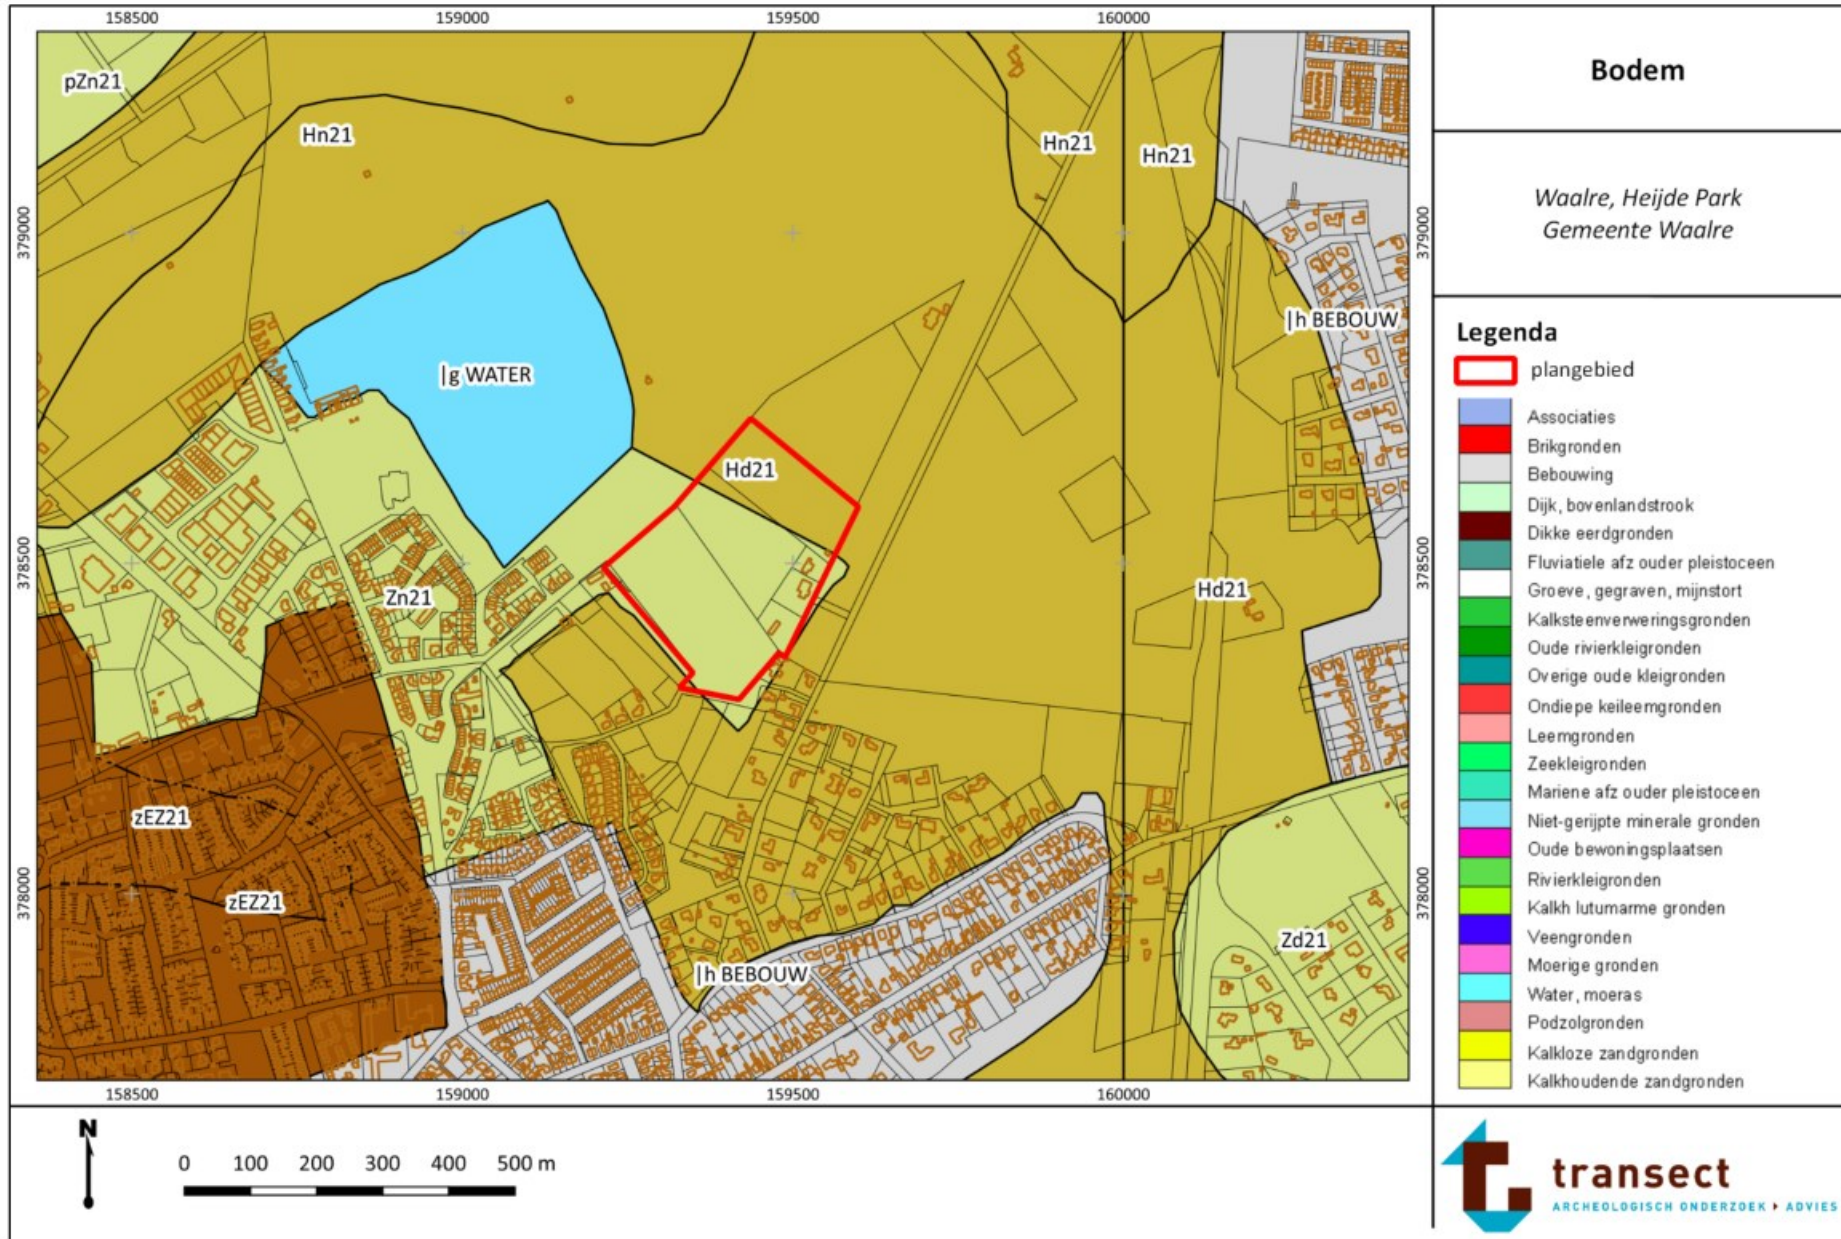 158500 159000 159500 160000
pZn21
Hn21
Hn21
Hn21
379000
379000
|g WATER
|h BEBOUW
Hd21
378500
378500
Zn21
Hd21
zEZ21
zEZ21
378000
378000
Zd21
|h BEBOUW
158500 159000 159500 160000
N
0 100 200 300 400 500 m
Bodem
Waalre, Heijde Park
Gemeente Waalre
Legenda
plangebied
Associaties
Brikgronden
Bebouwing
Dijk, bovenlandstrook
Dikke eerdgronden
Fluviatiele afz ouder pleistoceen
Groeve, gegraven, mijnstort
Kalksteenverweringsgronden
Oude rivierkleigronden
Overige oude kleigronden
Ondiepe keileemgronden
Leemgronden
Zeekleigronden
Mariene afz ouder pleistoceen
Niet-gerijpte minerale gronden
Oude bewoningsplaatsen
Rivierkleigronden
Kalkh lutumarme gronden
Veengronden
Moerige gronden
Water, moeras
Podzolgronden
Kalkloze zandgronden
Kalkhoudende zandgronden
transect
ARCHEOLOGISCH ONDERZOEK ▸ ADVIES